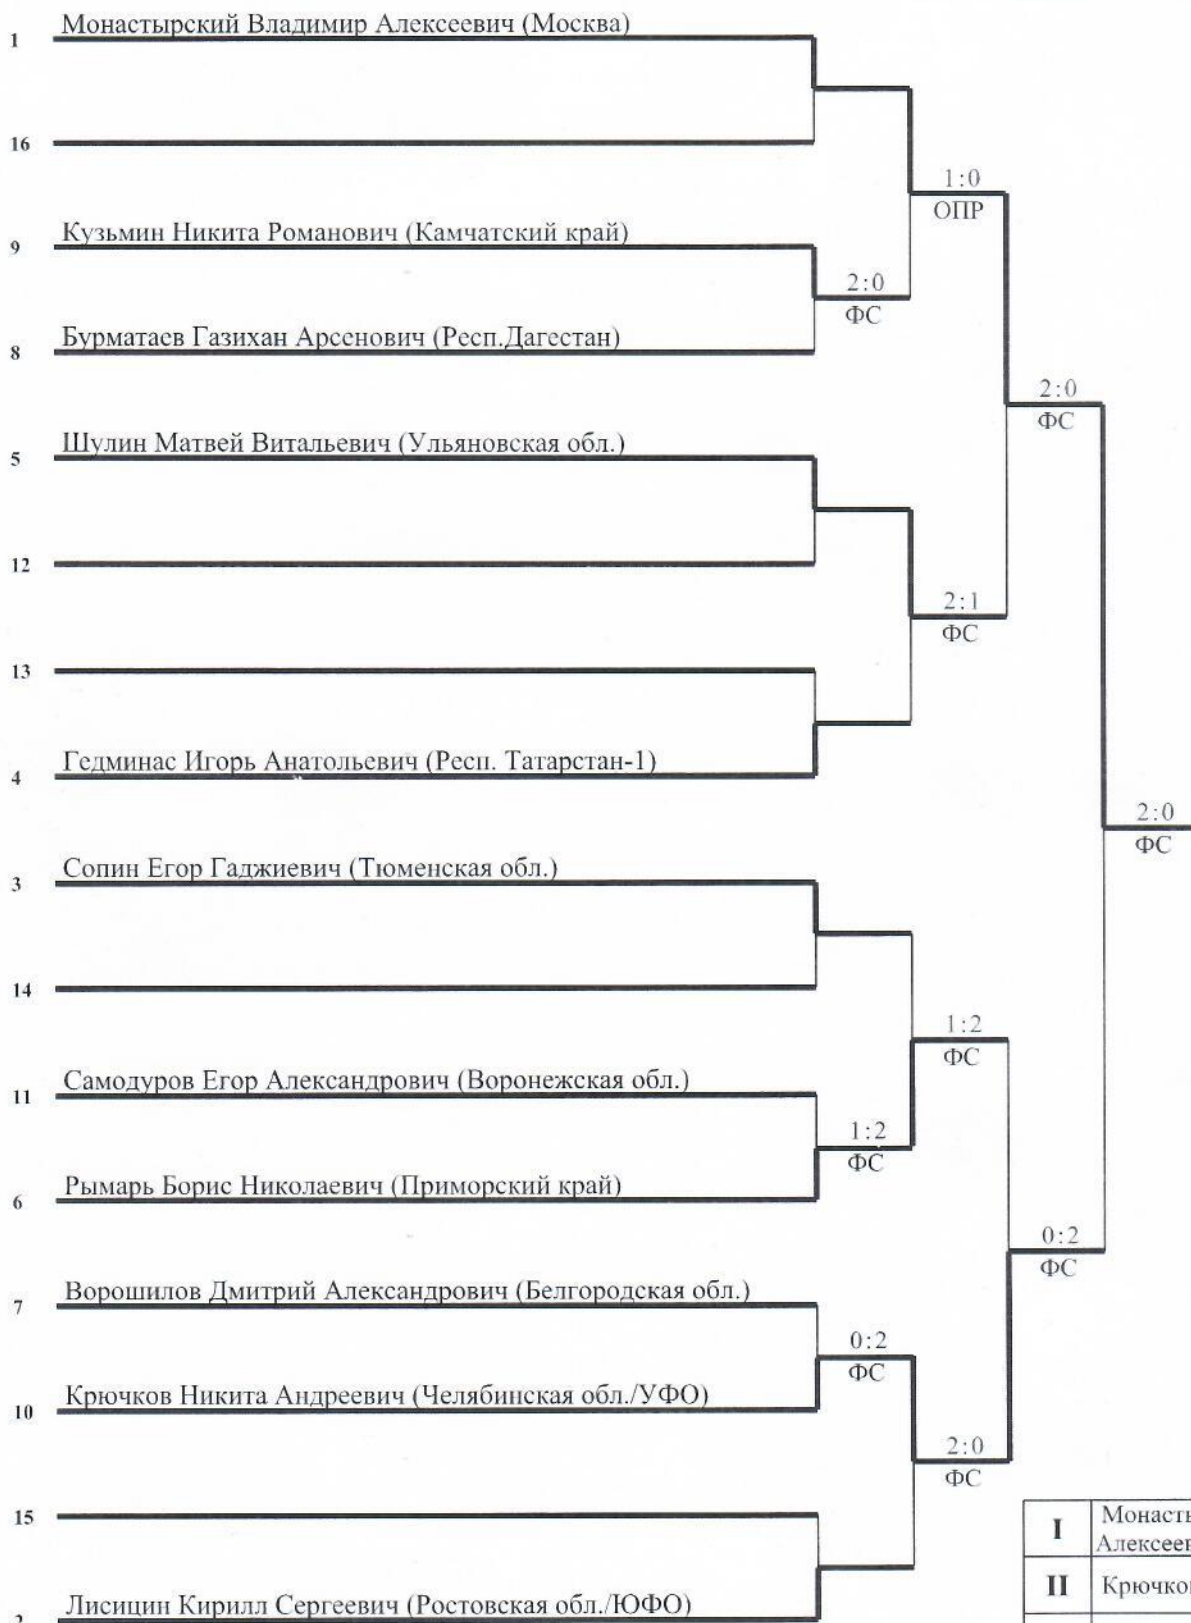 1 Монастырский Владимир Алексеевич (Москва)
16
1:0
ОПР
9 Кузьмин Никита Романович (Камчатский край)
2:0
ФС
8 Бурматаев Газихан Арсенович (Респ.Дагестан)
2:0
ФС
5 Шулин Матвей Витальевич (Ульяновская обл.)
12
2:1
ФС
13
4 Гедминас Игорь Анатольевич (Респ. Татарстан-1)
2:0
ФС
3 Сопин Егор Гаджиевич (Тюменская обл.)
14
1:2
ФС
11 Самодуров Егор Александрович (Воронежская обл.)
1:2
ФС
6 Рымарь Борис Николаевич (Приморский край)
0:2
ФС
7 Ворошилов Дмитрий Александрович (Белгородская обл.)
0:2
ФС
10 Крючков Никита Андреевич (Челябинская обл./УФО)
2:0
ФС
15
I Монасты
Алексеев
II Крючко
Лисицин Кирилл Сергеевич (Ростовская обл./ЮФО)